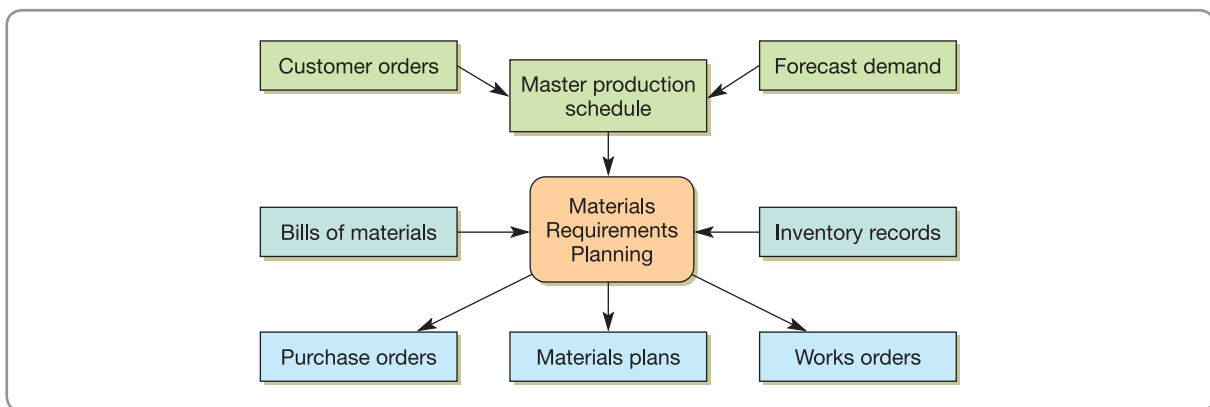 Customer orders
Master production
schedule
Forecast demand
Bills of materials
Materials
Requirements
Planning
Inventory records
Purchase orders
Materials plans
Works orders